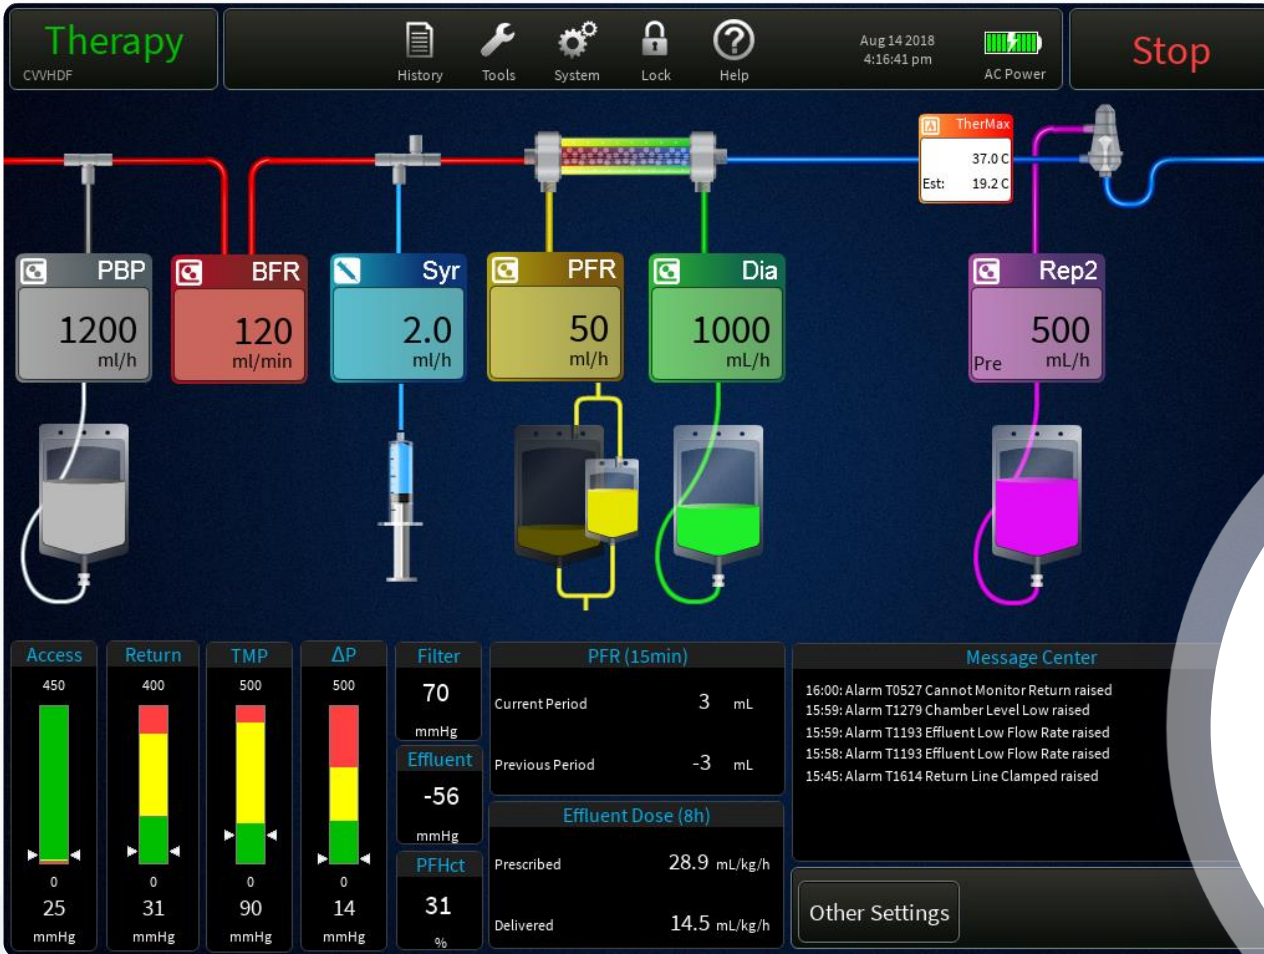 Therapy
CVVHDF
History
Tools
System
Lock
Help
Aug 14 2018
4:16:41 pm
AC Power
Stop
TherMax
37.0 C
Est: 19.2 C
PBP
1200
ml/h
BFR
120
ml/min
Syr
2.0
ml/h
PFR
50
ml/h
Dia
1000
mL/h
Rep2
500
Pre mL/h
Access
450
0
25
mmHg
Return
400
0
31
mmHg
TMP
500
0
90
mmHg
ΔP
500
0
14
mmHg
Filter
70
mmHg
Effluent
-56
mmHg
PFHct
31
%
PFR (15min)
Current Period 3 mL
Previous Period -3 mL
Effluent Dose (8h)
Prescribed 28.9 mL/kg/h
Delivered 14.5 mL/kg/h
Message Center
16:00: Alarm T0527 Cannot Monitor Return raised
15:59: Alarm T1279 Chamber Level Low raised
15:59: Alarm T1193 Effluent Low Flow Rate raised
15:58: Alarm T1193 Effluent Low Flow Rate raised
15:45: Alarm T1614 Return Line Clamped raised
Other Settings